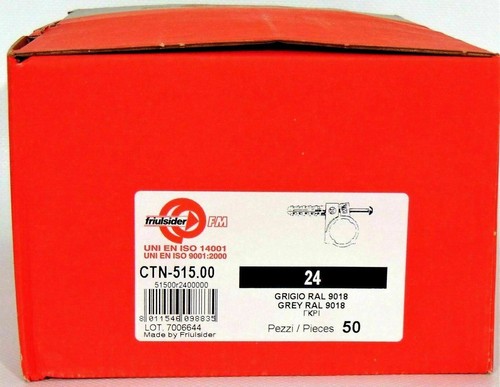 friulsider FM
UNI EN ISO 14001
UNI EN ISO 9001:2000
CTN-515.00
51500r2400000
8 011546 098835
LOT. 7006644
Made by Friulsider
24
GRIGIO RAL 9018
GREY RAL 9018
ΓΚΡΙ
Pezzi / Pieces 50